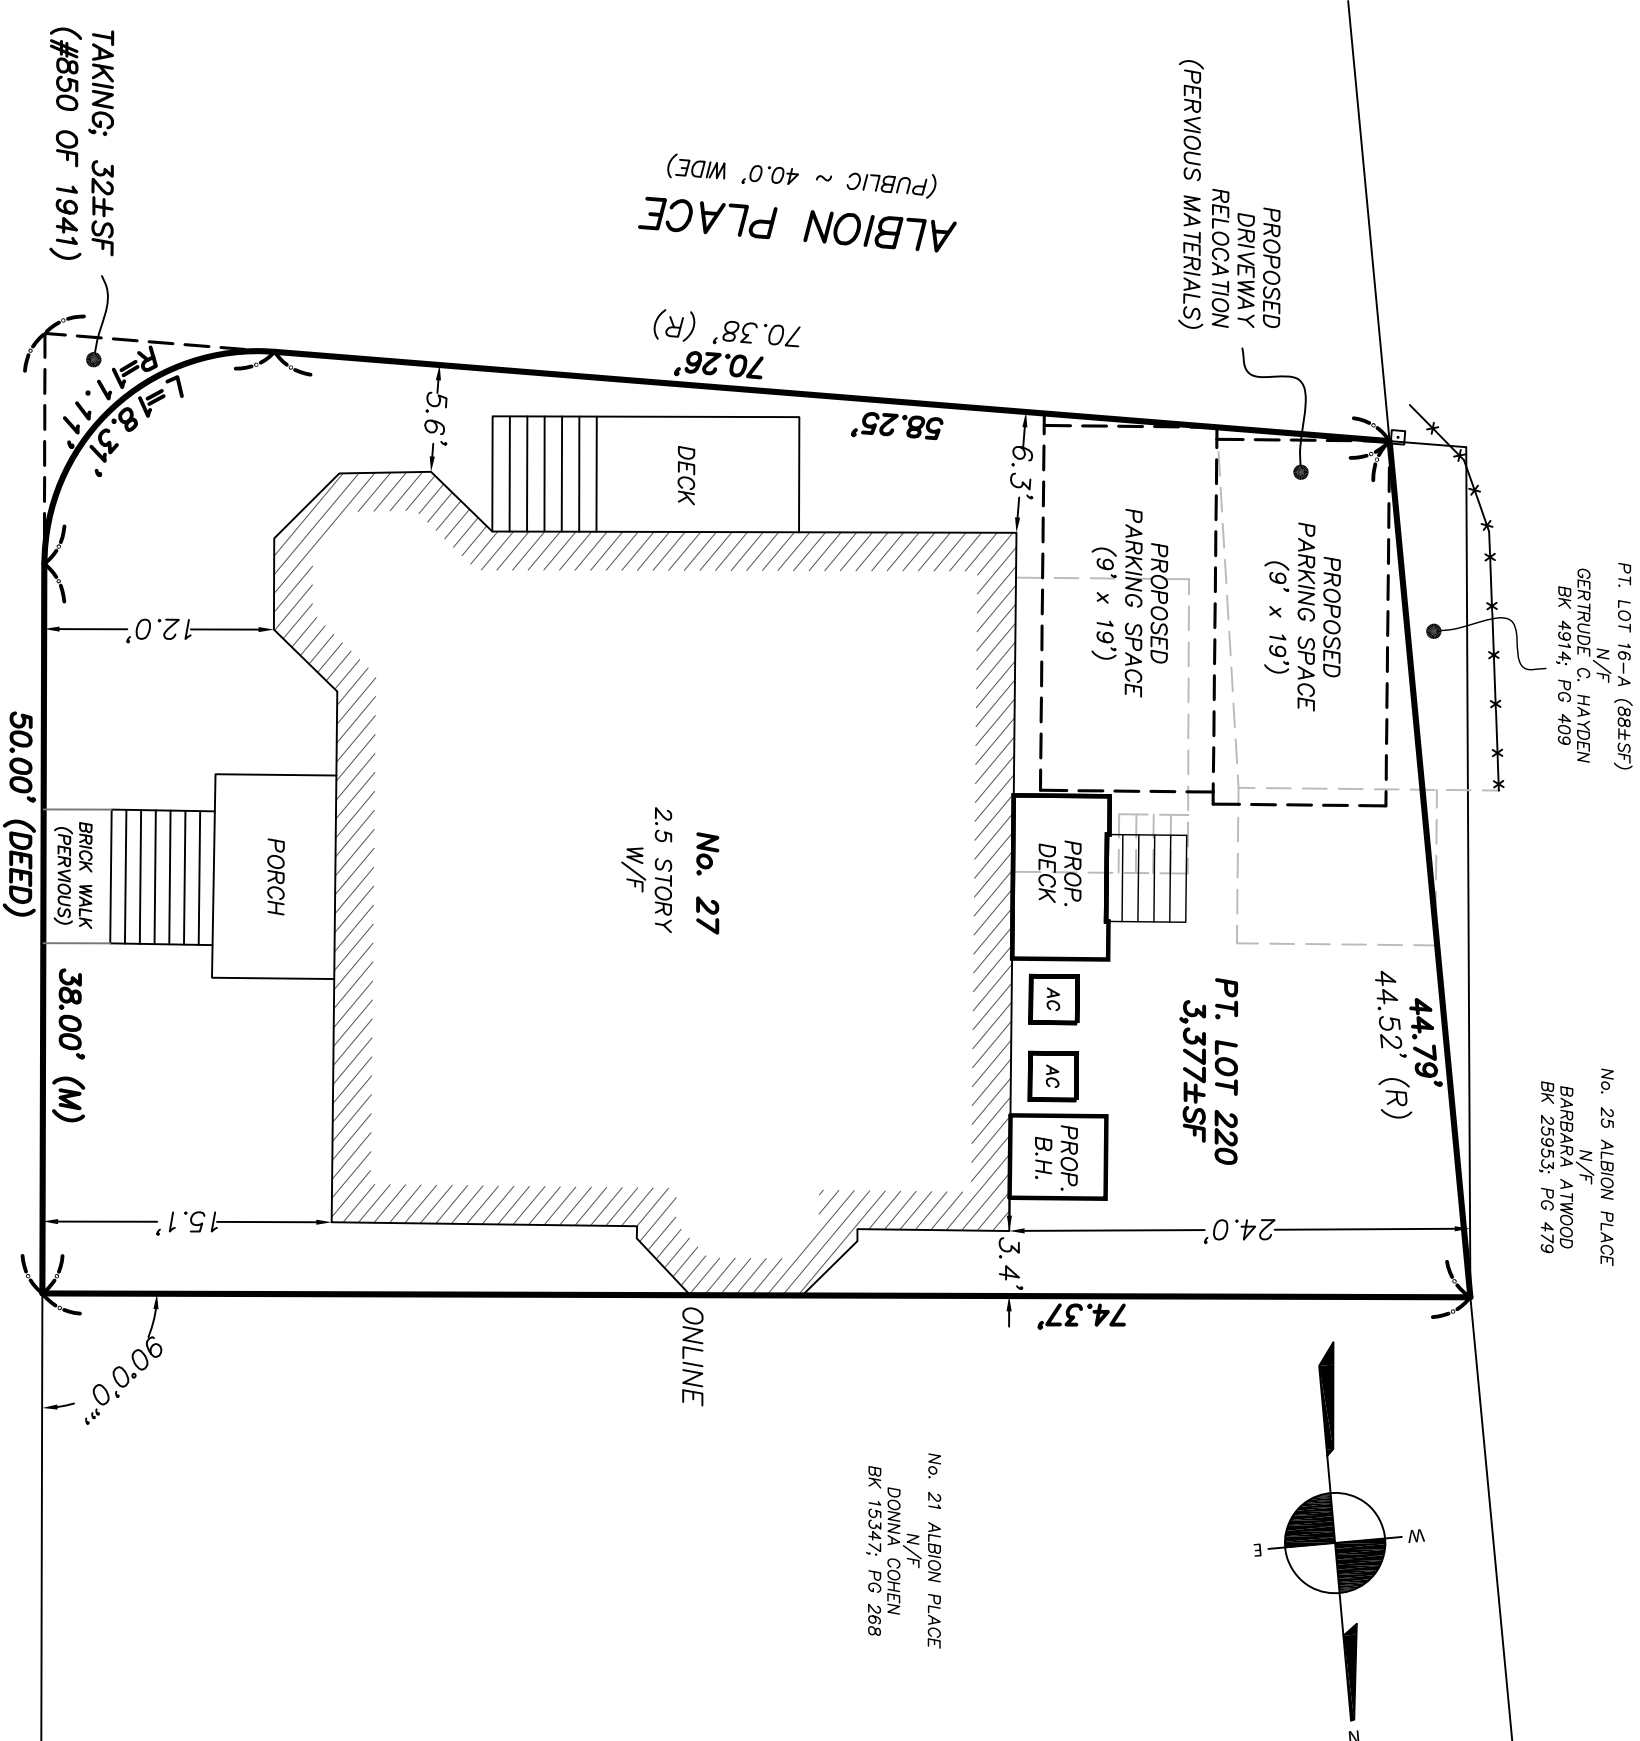 TAKING; 32±SF
(#850 OF 1941)
ALBION PLACE
(PUBLIC ~ 40.0' WIDE)
PROPOSED
DRIVEWAY
RELOCATION
(PERVIOUS MATERIALS)
70.38' (R)
70.26'
58.25'
R=11.11'
L=18.31'
5.6'
6.3'
DECK
PROPOSED
PARKING SPACE
(9' x 19')
PROPOSED
PARKING SPACE
(9' x 19')
PT. LOT 16-A (88±SF)
N/F
GERTRUDE C. HAYDEN
BK 4914; PG 409
12.0'
50.00' (DEED)
38.00' (M)
BRICK WALK
(PERVIOUS)
PORCH
No. 27
2.5 STORY
W/F
PROP.
DECK
AC
AC
PROP.
B.H.
PT. LOT 220
3,377±SF
44.79'
44.52' (R)
No. 25 ALBION PLACE
N/F
BARBARA ATWOOD
BK 25953; PG 479
15.1'
24.0'
3.4'
74.37'
ONLINE
90°0'0"
No. 21 ALBION PLACE
N/F
DONNA COHEN
BK 15347; PG 268
W
E
N